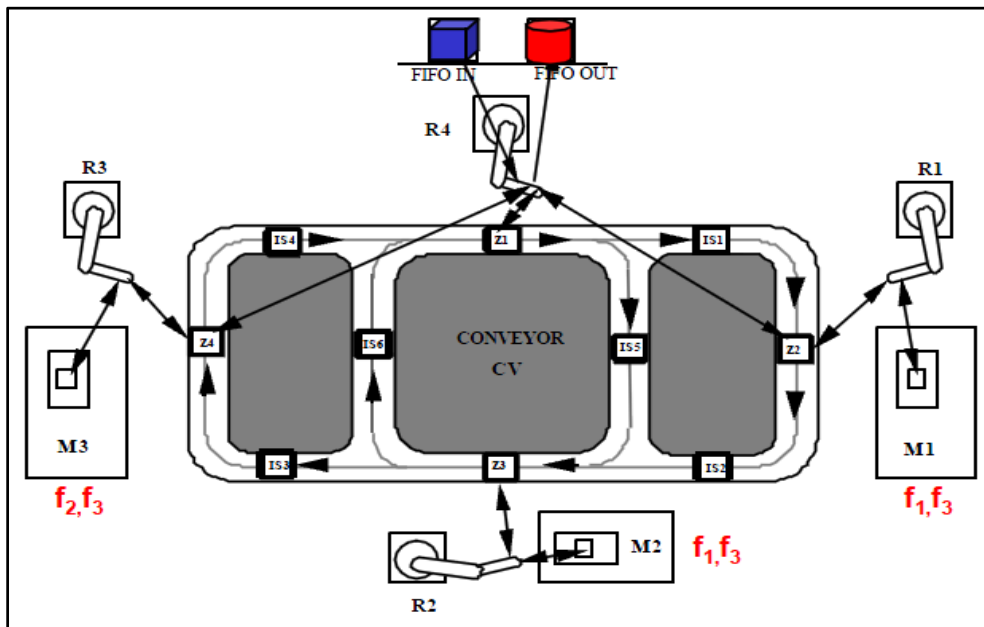 FIFO IN
FIFO OUT
R4
R3
R1
IS4
Z1
IS1
Z4
IS6
CONVEYOR
CV
IS5
Z2
M3
f2,f3
M1
f1,f3
IS3
Z3
IS2
M2
f1,f3
R2